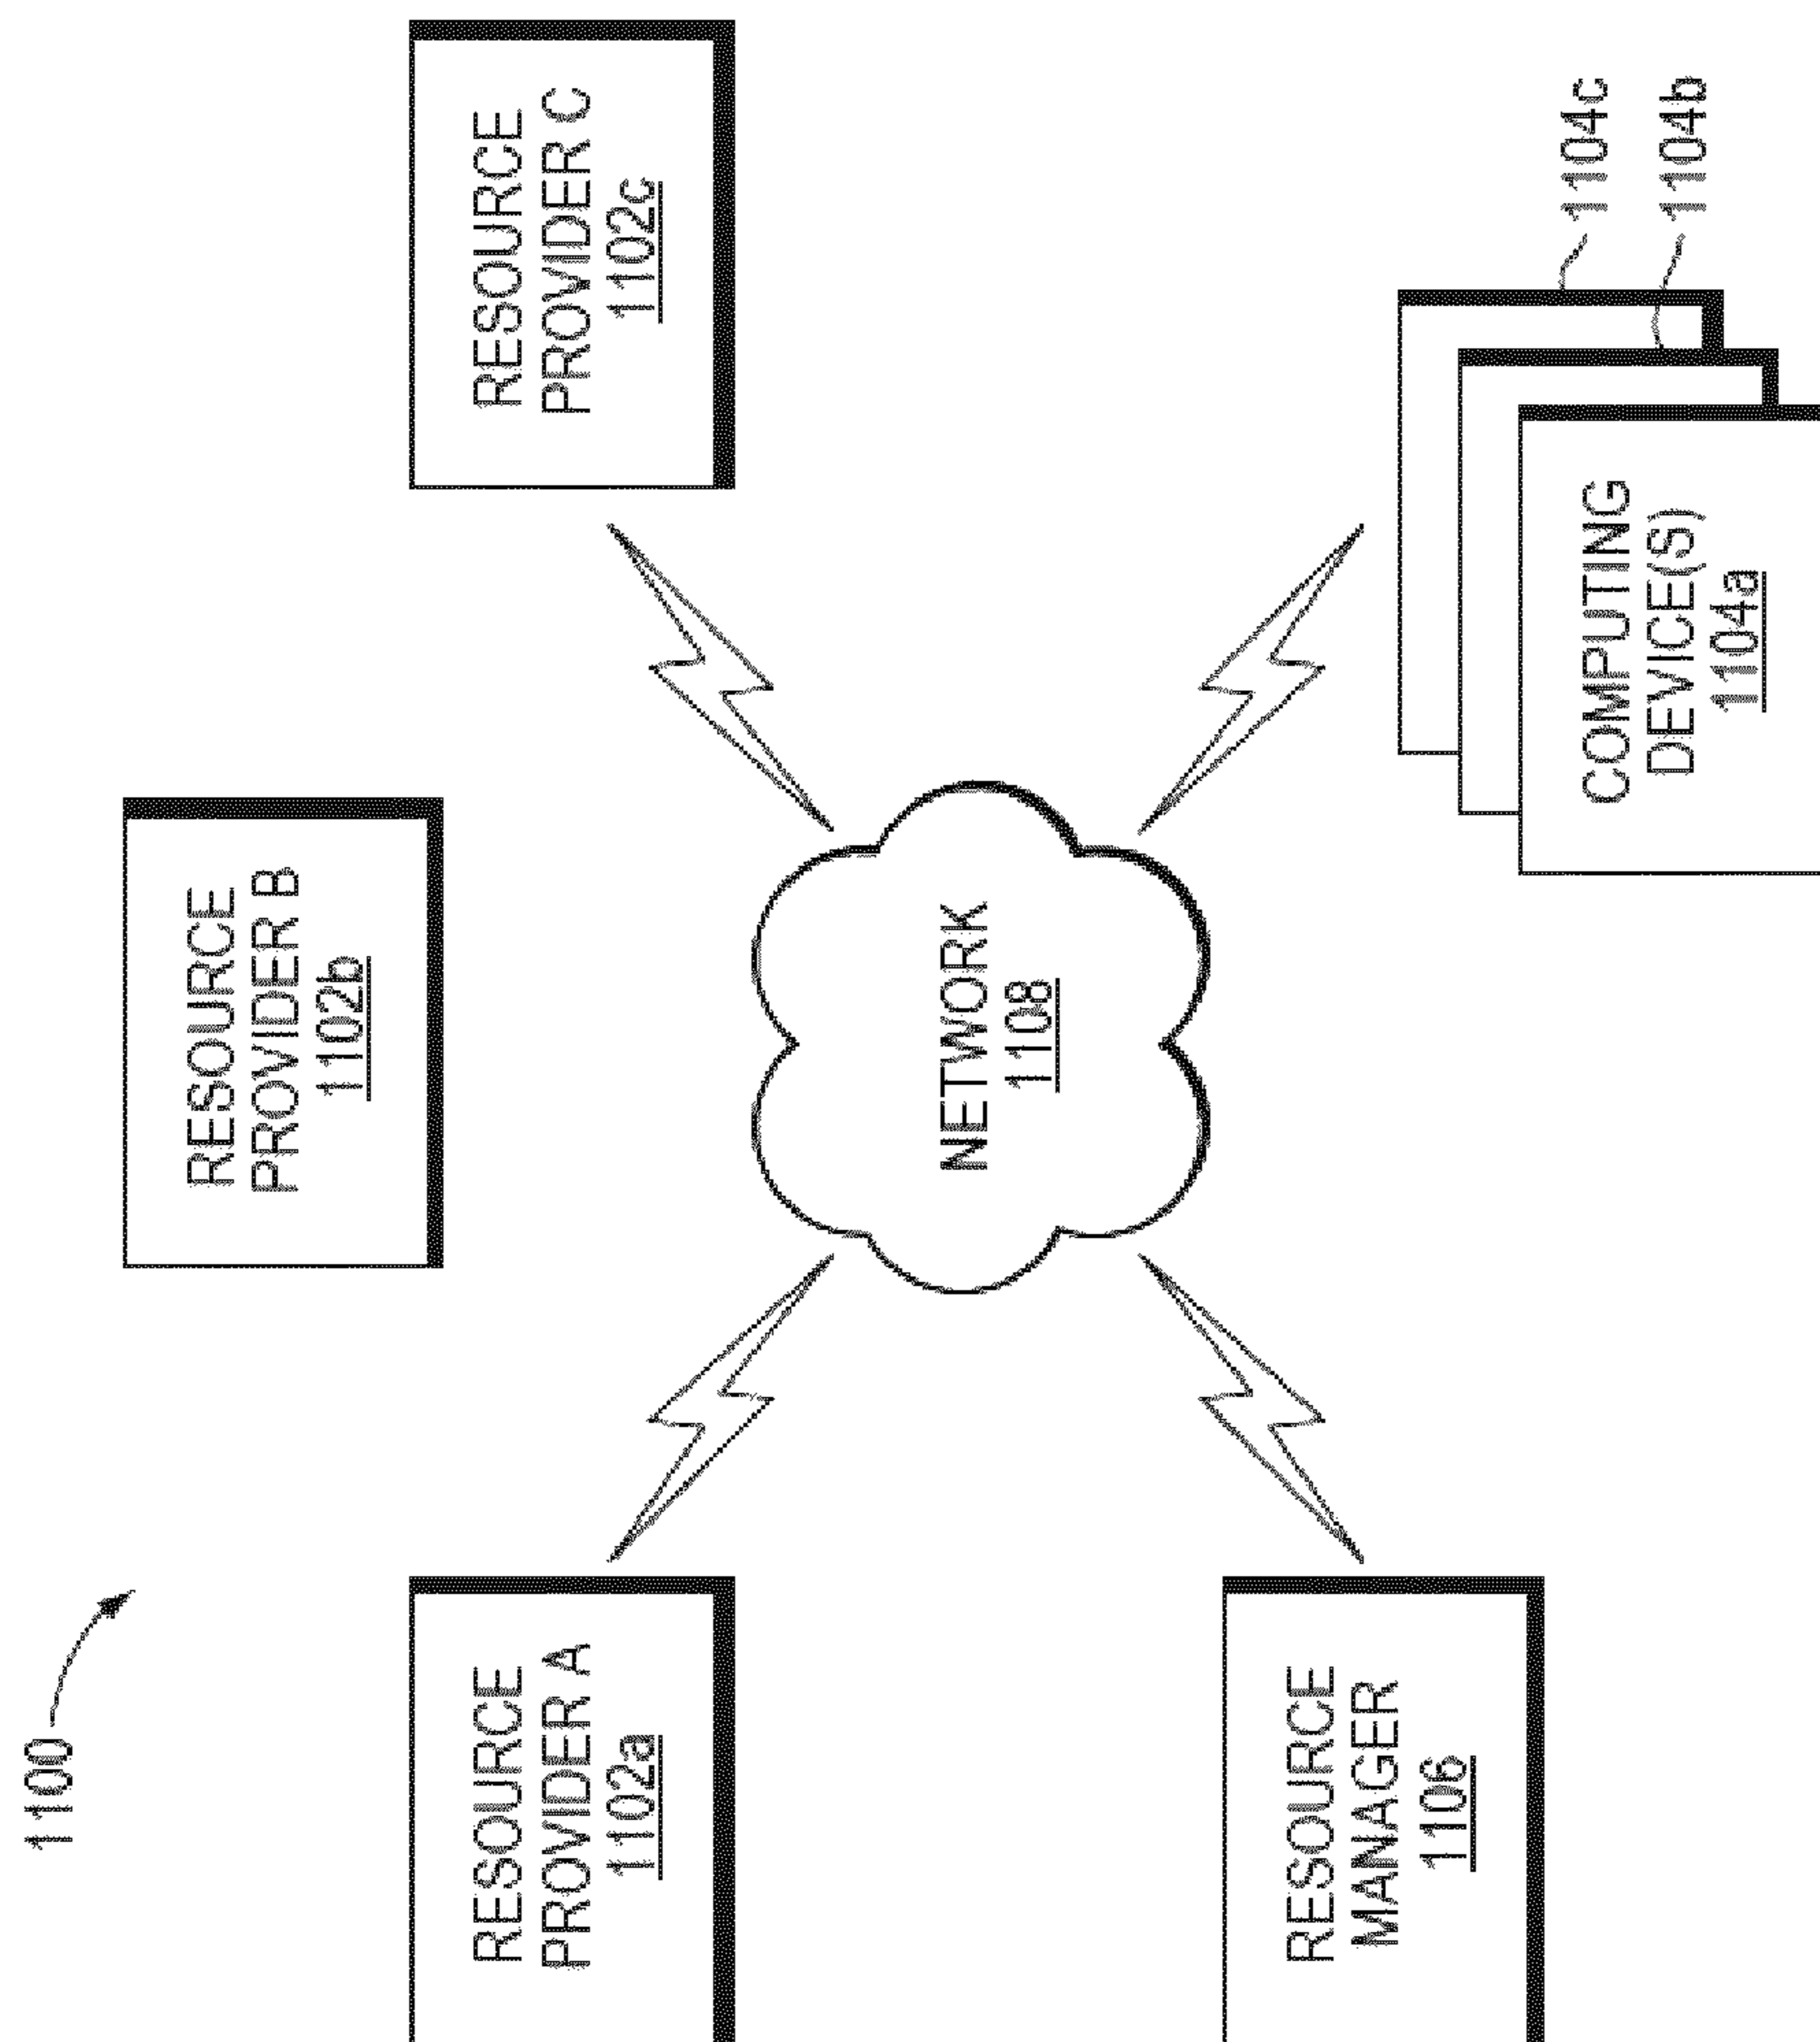 1100
RESOURCE
PROVIDER B
1102b
RESOURCE
PROVIDER A
1102a
RESOURCE
PROVIDER C
1102c
NETWORK
1108
RESOURCE
MANAGER
1106
1104c
1104b
COMPUTING
DEVICE(S)
1104a